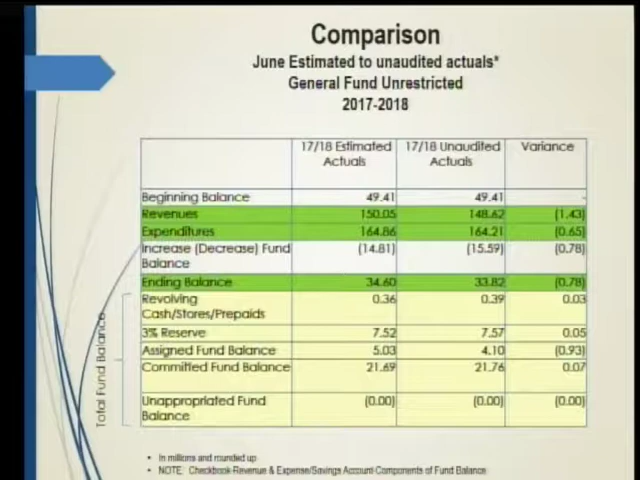 Comparison
June Estimated to unaudited actuals*
General Fund Unrestricted
2017-2018
17/18 Estimated Actuals 17/18 Unaudited Actuals Variance
Beginning Balance 49.41 49.41 -
Revenues 150.05 148.62 (1.43)
Expenditures 164.86 164.21 (0.65)
Increase (Decrease) Fund Balance (14.81) (15.59) (0.78)
Ending Balance 34.60 33.82 (0.78)
Revolving Cash/Stores/Prepaids 0.36 0.39 0.03
3% Reserve 7.52 7.57 0.05
Assigned Fund Balance 5.03 4.10 (0.93)
Committed Fund Balance 21.69 21.76 0.07
Unappropriated Fund Balance (0.00) (0.00) (0.00)
Total Fund Balance
• In millions and rounded up
• NOTE: Checkbook-Revenue & Expense/Savings Account-Components of Fund Balance